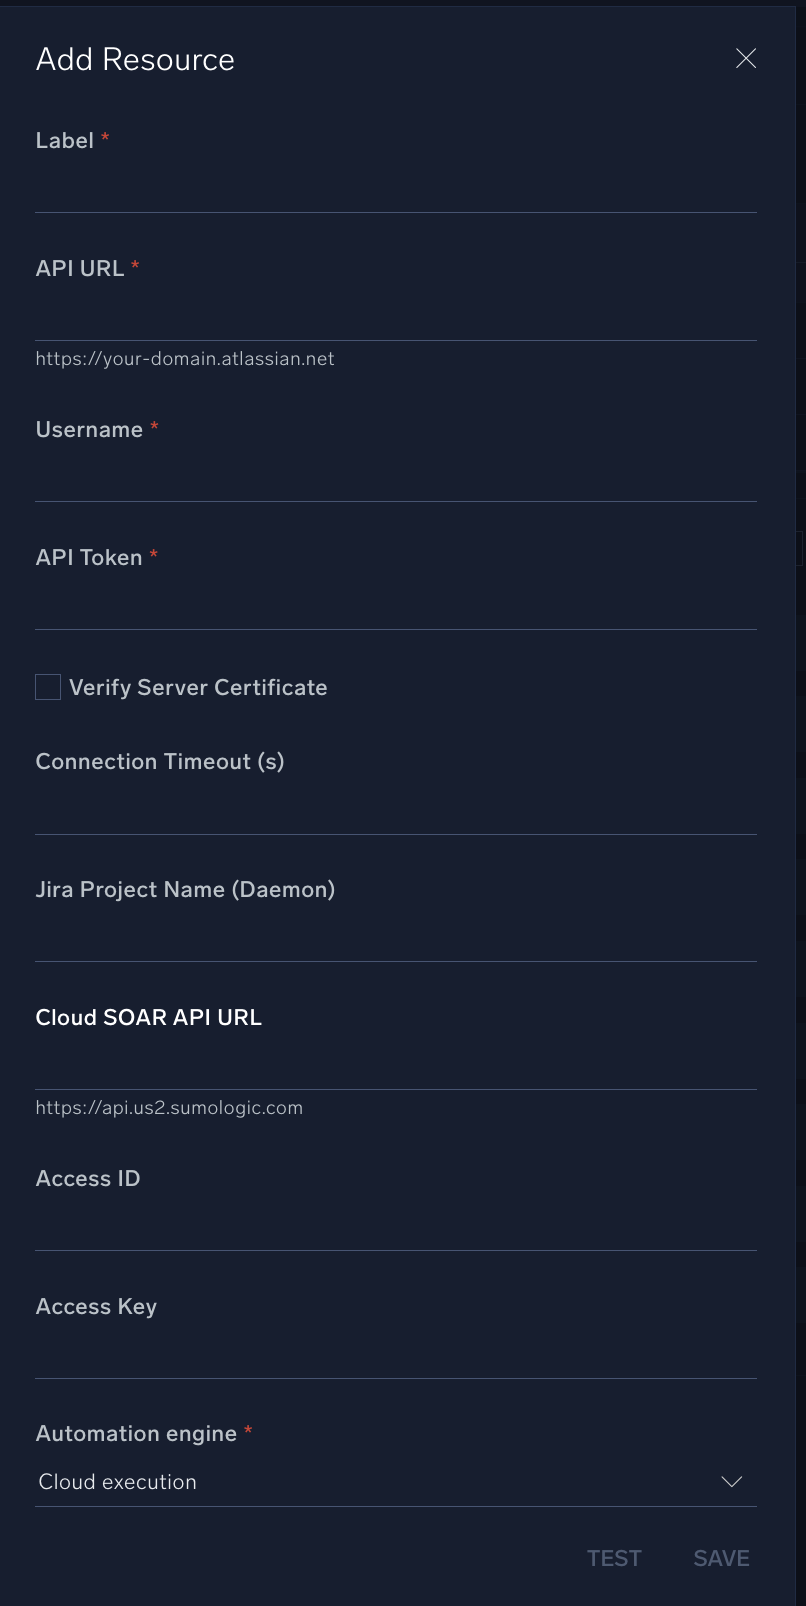 Add Resource
Label *
API URL *
https://your-domain.atlassian.net
Username *
API Token *
Verify Server Certificate
Connection Timeout (s)
Jira Project Name (Daemon)
Cloud SOAR API URL
https://api.us2.sumologic.com
Access ID
Access Key
Automation engine *
Cloud execution
TEST SAVE